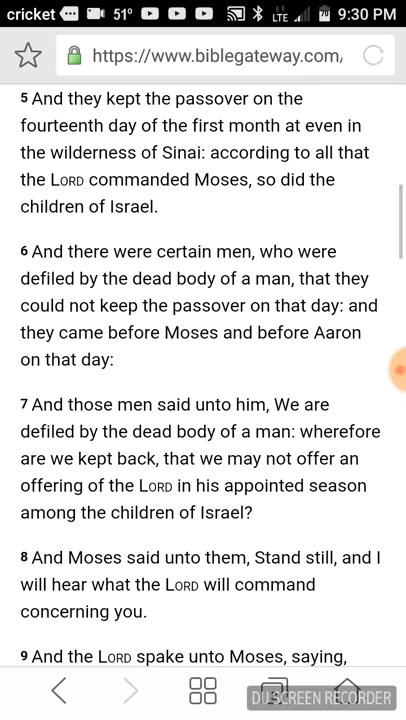 cricket 51° LTE 70 9:30 PM
https://www.biblegateway.com/
5 And they kept the passover on the
fourteenth day of the first month at even in
the wilderness of Sinai: according to all that
the LORD commanded Moses, so did the
children of Israel.
6 And there were certain men, who were
defiled by the dead body of a man, that they
could not keep the passover on that day: and
they came before Moses and before Aaron
on that day:
7 And those men said unto him, We are
defiled by the dead body of a man: wherefore
are we kept back, that we may not offer an
offering of the LORD in his appointed season
among the children of Israel?
8 And Moses said unto them, Stand still, and I
will hear what the LORD will command
concerning you.
9 And the LORD spake unto Moses, saying,
DU SCREEN RECORDER